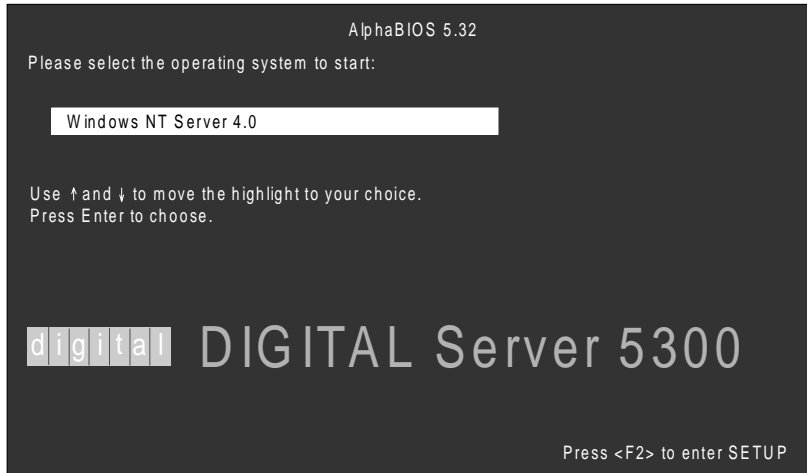 AlphaBIOS 5.32
Please select the operating system to start:
Windows NT Server 4.0
Use ↑ and ↓ to move the highlight to your choice.
Press Enter to choose.
digital DIGITAL Server 5300
Press <F2> to enter SETUP